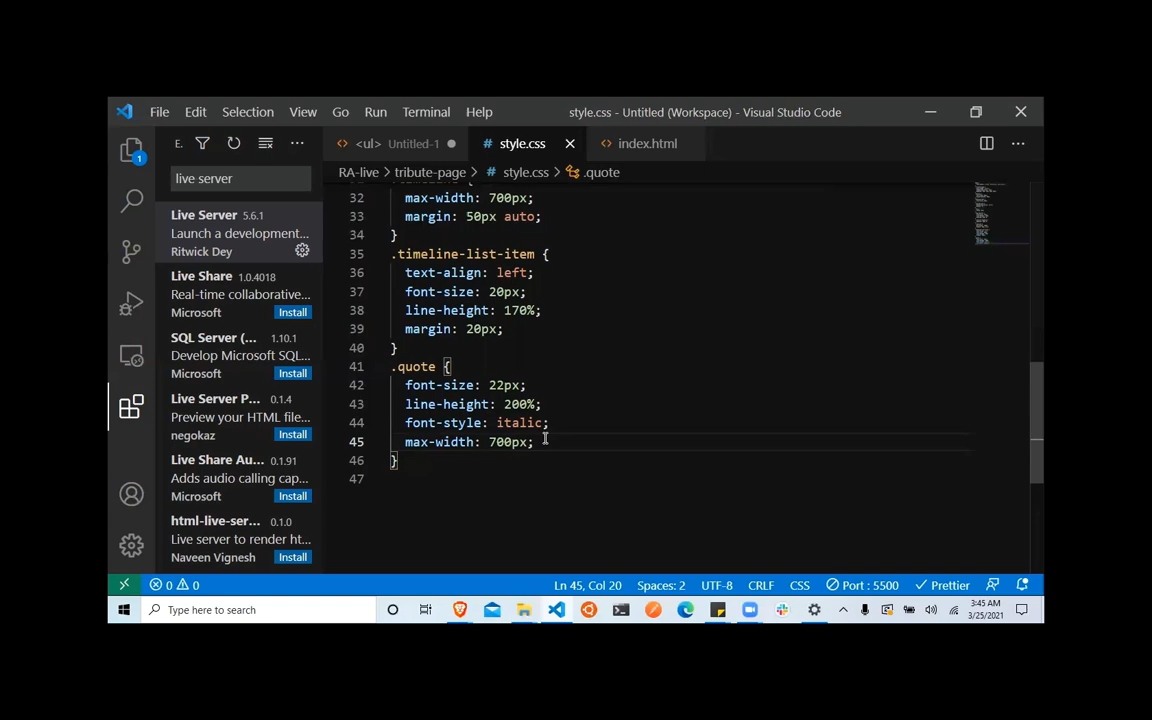 File Edit Selection View Go Run Terminal Help
style.css - Untitled (Workspace) - Visual Studio Code
E.
<ul> Untitled-1
style.css
index.html
live server
RA-live > tribute-page > # style.css > .quote
Live Server 5.6.1
Launch a development...
Ritwick Dey
Live Share 1.0.4018
Real-time collaborative...
Microsoft Install
SQL Server (... 1.10.1
Develop Microsoft SQL...
Microsoft Install
Live Server P... 0.1.4
Preview your HTML file...
negokaz Install
Live Share Au... 0.1.91
Adds audio calling cap...
Microsoft Install
html-live-ser... 0.1.0
Live server to render ht...
Naveen Vignesh Install
1
32 max-width: 700px;
33 margin: 50px auto;
34 }
35 .timeline-list-item {
36 text-align: left;
37 font-size: 20px;
38 line-height: 170%;
39 margin: 20px;
40 }
41 .quote {
42 font-size: 22px;
43 line-height: 200%;
44 font-style: italic;
45 max-width: 700px;
46 }
47
0 0
Ln 45, Col 20 Spaces: 2 UTF-8 CRLF CSS Port : 5500 Prettier
Type here to search
3:45 AM
3/25/2021